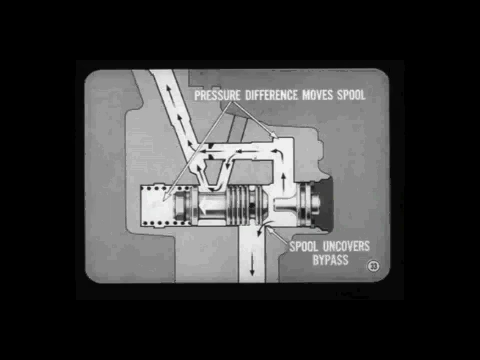 PRESSURE DIFFERENCE MOVES SPOOL
SPOOL UNCOVERS
BYPASS
33